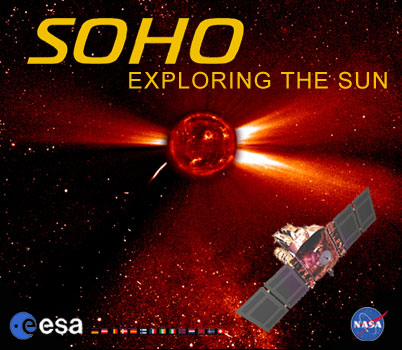 SOHO
EXPLORING THE SUN
esa
NASA